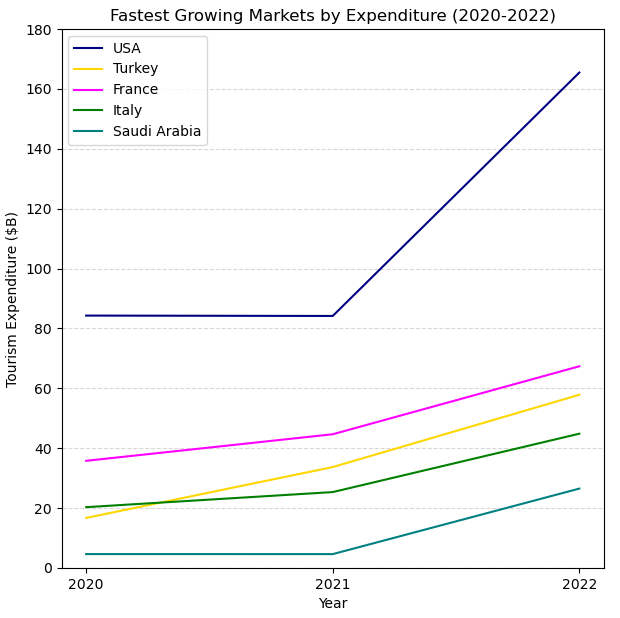 Fastest Growing Markets by Expenditure (2020-2022)
180
160
140
120
100
80
60
40
20
0
Tourism Expenditure ($B)
USA
Turkey
France
Italy
Saudi Arabia
2020 2021 2022
Year